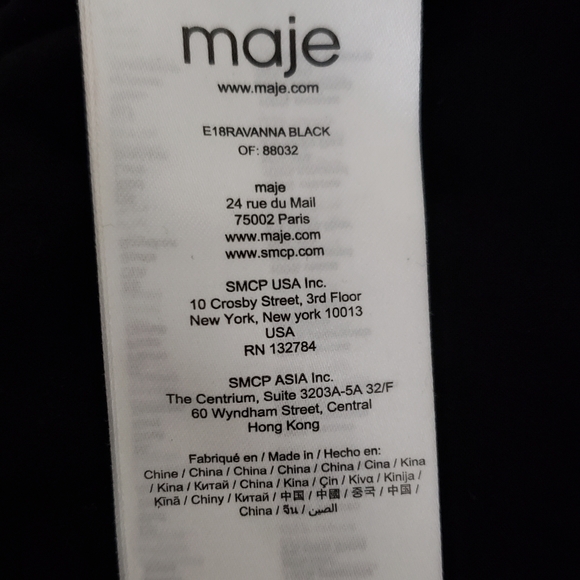 maje
www.maje.com
E18RAVANNA BLACK
OF: 88032
maje
24 rue du Mail
75002 Paris
www.maje.com
www.smcp.com
SMCP USA Inc.
10 Crosby Street, 3rd Floor
New York, New york 10013
USA
RN 132784
SMCP ASIA Inc.
The Centrium, Suite 3203A-5A 32/F
60 Wyndham Street, Central
Hong Kong
Fabriqué en / Made in / Hecho en:
Chine / China / China / China / China / Cina / Kina
/ Kina / Китай / China / Kina / Çin / Kίνα / Kinija /
Ķīnā / Chiny / Китай / 中国 / 中國 / 중국 / 中国 /
China / จีน / الصين